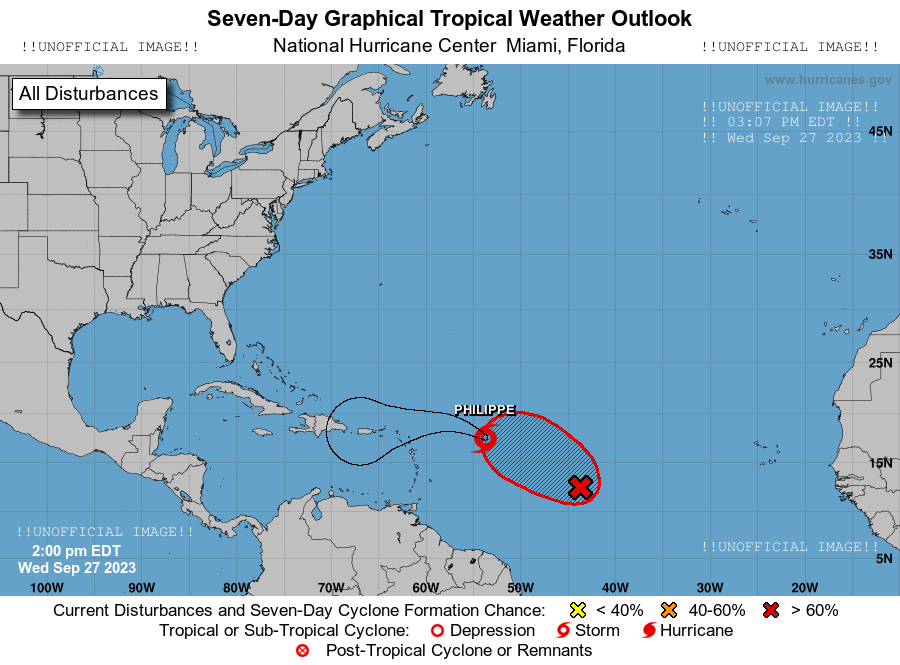 Seven-Day Graphical Tropical Weather Outlook
!!UNOFFICIAL IMAGE!! National Hurricane Center Miami, Florida !!UNOFFICIAL IMAGE!!
www.hurricanes.gov
All Disturbances
!!UNOFFICIAL IMAGE!!
!! 03:07 PM EDT !!
!! Wed Sep 27 2023 !!
45N
35N
25N
PHILIPPE
15N
!!UNOFFICIAL IMAGE!!
!!UNOFFICIAL IMAGE!!
2:00 pm EDT
5N
Wed Sep 27 2023
100W 90W 80W 70W 60W 50W 40W 30W 20W
Current Disturbances and Seven-Day Cyclone Formation Chance: < 40% 40-60% > 60%
Tropical or Sub-Tropical Cyclone: Depression Storm Hurricane
Post-Tropical Cyclone or Remnants